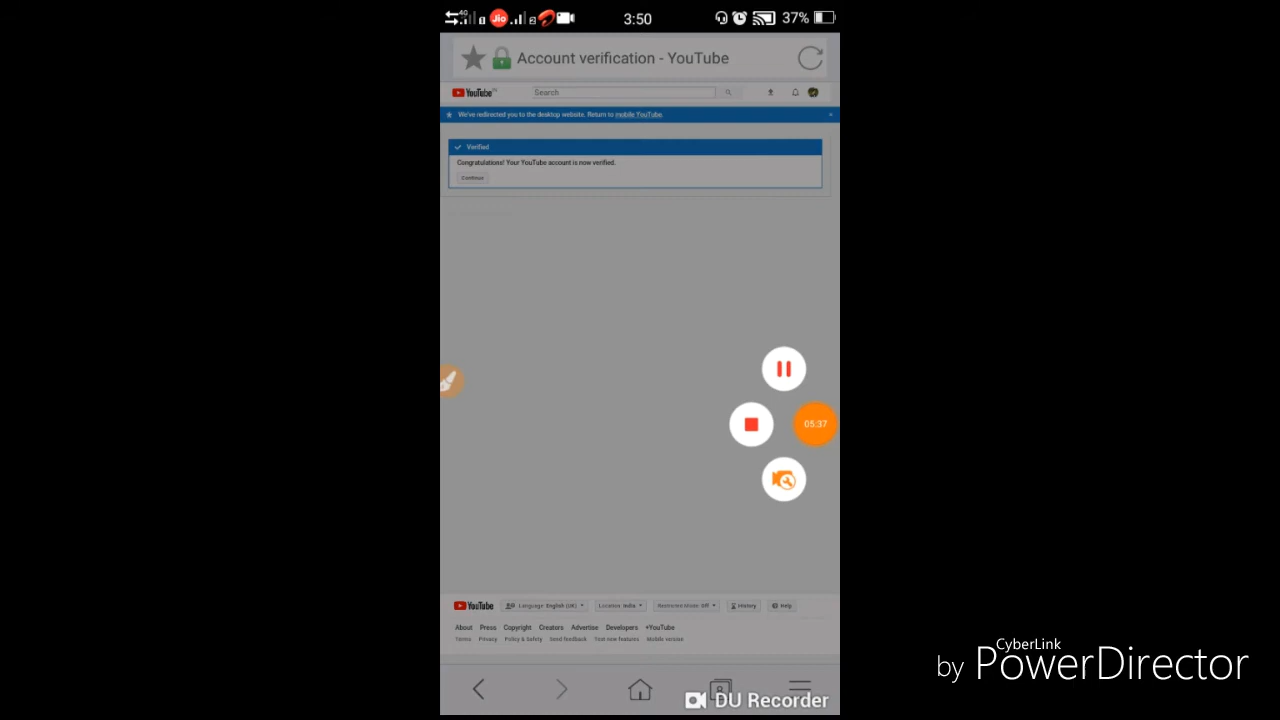 4G Jio 3:50 37%
Account verification - YouTube
YouTube Search
We've redirected you to the desktop website. Return to mobile YouTube.
Verified
Congratulations! Your YouTube account is now verified.
Continue
05:37
YouTube Language: English (UK) Location: India Restricted Mode: Off History Help
About Press Copyright Creators Advertise Developers +YouTube
Terms Privacy Policy & Safety Send feedback Test new features Mobile version
DU Recorder
CyberLink
by PowerDirector